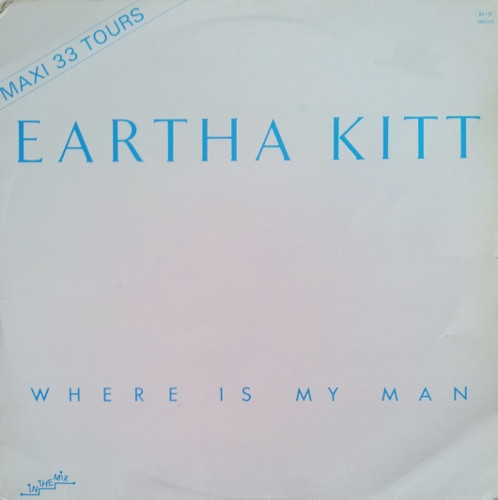 MAXI 33 TOURS
EARTHA KITT
WHERE IS MY MAN
IN THE MIX